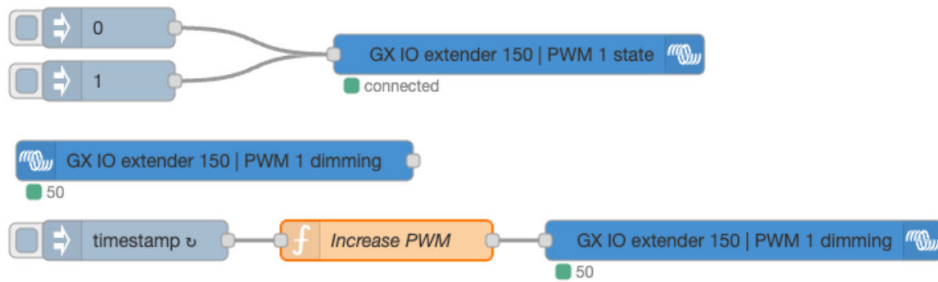 0
GX IO extender 150 | PWM 1 state
1
connected
GX IO extender 150 | PWM 1 dimming
50
timestamp ↻
Increase PWM
GX IO extender 150 | PWM 1 dimming
50